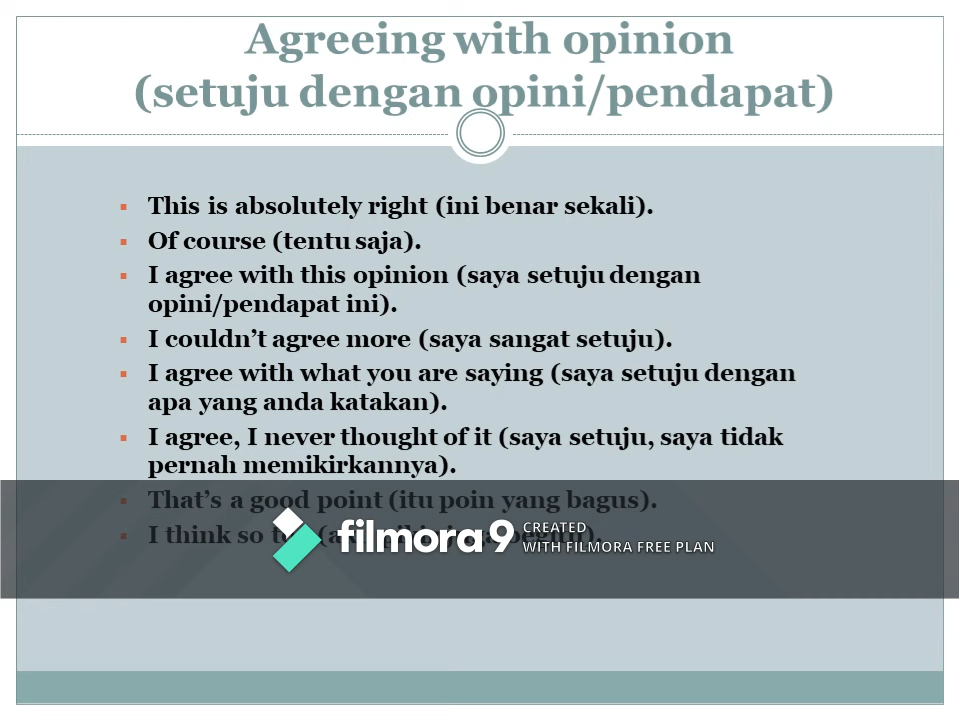 Agreeing with opinion
(setuju dengan opini/pendapat)
This is absolutely right (ini benar sekali).
Of course (tentu saja).
I agree with this opinion (saya setuju dengan
opini/pendapat ini).
I couldn't agree more (saya sangat setuju).
I agree with what you are saying (saya setuju dengan
apa yang anda katakan).
I agree, I never thought of it (saya setuju, saya tidak
pernah memikirkannya).
That's a good point (itu poin yang bagus).
I think so
filmora 9
CREATED
WITH FILMORA FREE PLAN